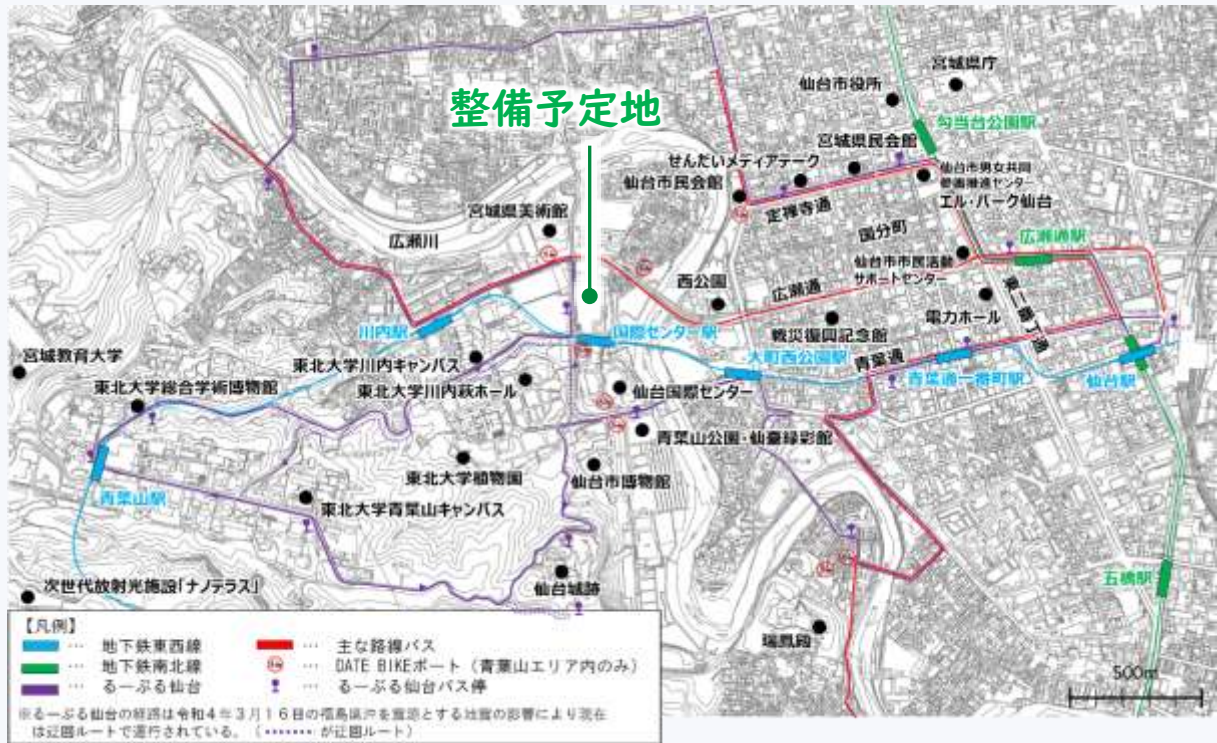 宮城県庁
仙台市役所
整備予定地
勾当台公園駅
宮城県民会館
せんだいメディアテーク
仙台市民会館
仙台市男女共同
参画推進センター
エル・パーク仙台
宮城県美術館
定禅寺通
国分町
広瀬川
広瀬通駅
仙台市市民活動
サポートセンター
西公園
広瀬通
東二番丁通
電力ホール
川内駅
国際センター駅
戦災復興記念館
宮城教育大学
東北大学川内キャンパス
大町西公園駅
青葉通
青葉通一番町駅
仙台駅
東北大学総合学術博物館
東北大学川内萩ホール
仙台国際センター
青葉山公園・仙臺緑彩館
東北大学植物園
仙台市博物館
青葉山駅
東北大学青葉山キャンパス
次世代放射光施設「ナノテラス」
仙台城跡
五橋駅
瑞鳳殿
【凡例】
… 地下鉄東西線
… 主な路線バス
… 地下鉄南北線
… DATE BIKEポート（青葉山エリア内のみ）
… るーぷる仙台
… るーぷる仙台バス停
※るーぷる仙台の経路は令和4年3月16日の福島県沖を震源とする地震の影響により現在
は迂回ルートで運行されている。（ ･･･････ が迂回ルート）
500m